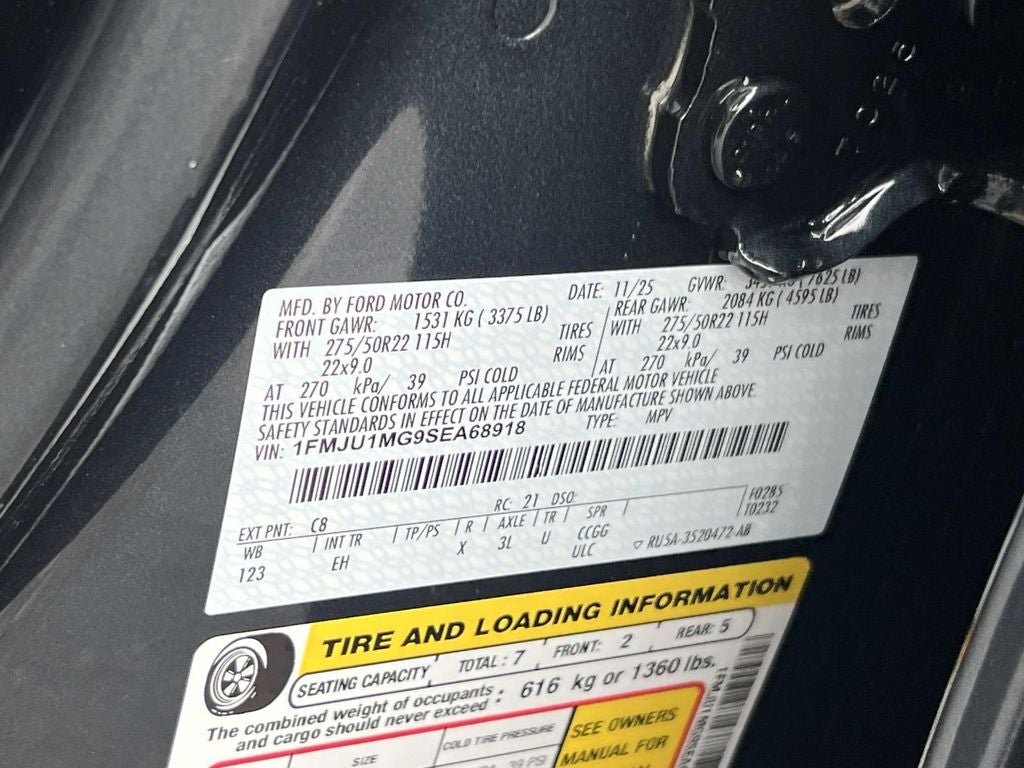 TO26
MFD. BY FORD MOTOR CO. DATE: 11/25 GVWR: (7625 LB)
FRONT GAWR: 1531 KG ( 3375 LB) REAR GAWR: 2084 KG ( 4595 LB)
WITH 275/50R22 115H TIRES WITH 275/50R22 115H TIRES
22x9.0 RIMS 22x9.0 RIMS
AT 270 kPa/ 39 PSI COLD AT 270 kPa/ 39 PSI COLD
THIS VEHICLE CONFORMS TO ALL APPLICABLE FEDERAL MOTOR VEHICLE
SAFETY STANDARDS IN EFFECT ON THE DATE OF MANUFACTURE SHOWN ABOVE.
VIN: 1FMJU1MG9SEA68918 TYPE: MPV
EXT PNT: C8 RC: 21 DSO: F0285
WB INT TR TP/PS R AXLE TR SPR T0232
123 EH X 3L U CCGG
ULC ▽ RU5A-3520472-AB
TIRE AND LOADING INFORMATION
SEATING CAPACITY TOTAL : 7 FRONT: 2 REAR: 5
The combined weight of occupants
and cargo should never exceed : 616 kg or 1360 lbs.
SIZE COLD TIRE PRESSURE SEE OWNERS
39 PSI MANUAL FOR